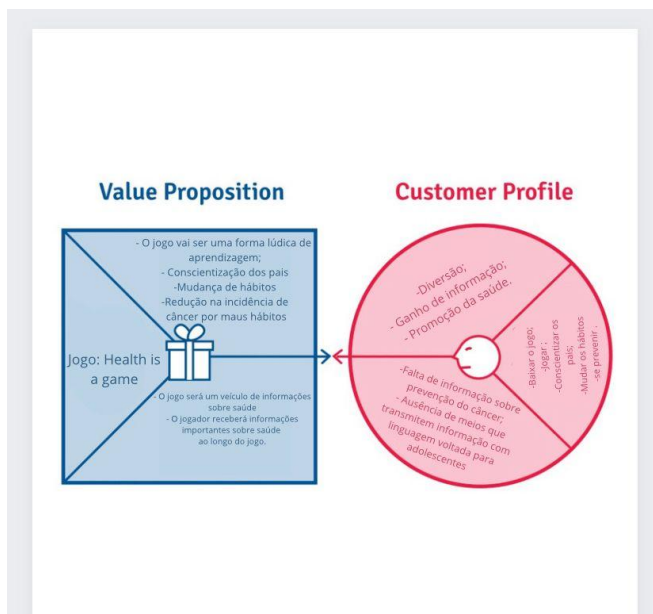 Value Proposition
Customer Profile
- O jogo vai ser uma forma lúdica de
aprendizagem;
- Conscientização dos pais
- Mudança de hábitos
-Redução na incidência de
câncer por maus hábitos
Jogo: Health is
a game
- O jogo será um veículo de informações
sobre saúde
- O jogador receberá informações
importantes sobre saúde
ao longo do jogo.
-Diversão;
- Ganho de informação;
- Promoção da saúde.
-Baixar o jogo;
-Jogar ;
-Conscientizar os
pais;
-Mudar os hábitos
-se prevenir .
-Falta de informação sobre
prevenção do câncer;
- Ausência de meios que
transmitem informação com
linguagem voltada para
adolescentes